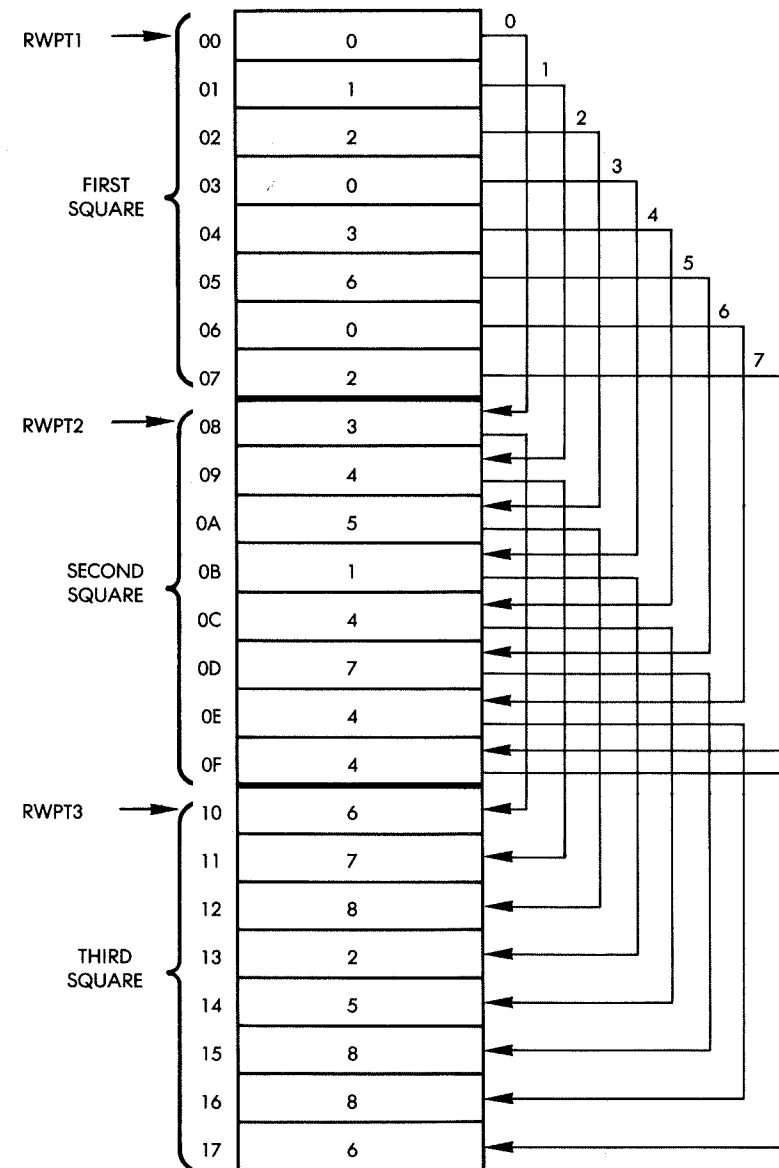 0
RWPT1 00 0
1
01 1
2
02 2
3
FIRST SQUARE
03 0
4
04 3
5
05 6
6
06 0
7
07 2
RWPT2 08 3
09 4
0A 5
SECOND SQUARE
0B 1
0C 4
0D 7
0E 4
0F 4
RWPT3 10 6
11 7
12 8
THIRD SQUARE
13 2
14 5
15 8
16 8
17 6